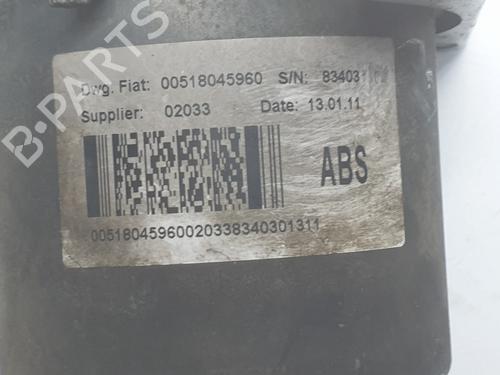 Dwg. Fiat: 00518045960 S/N: 83403
Supplier: 02033 Date: 13.01.11
ABS
00518045960020338340301311
B-PARTS